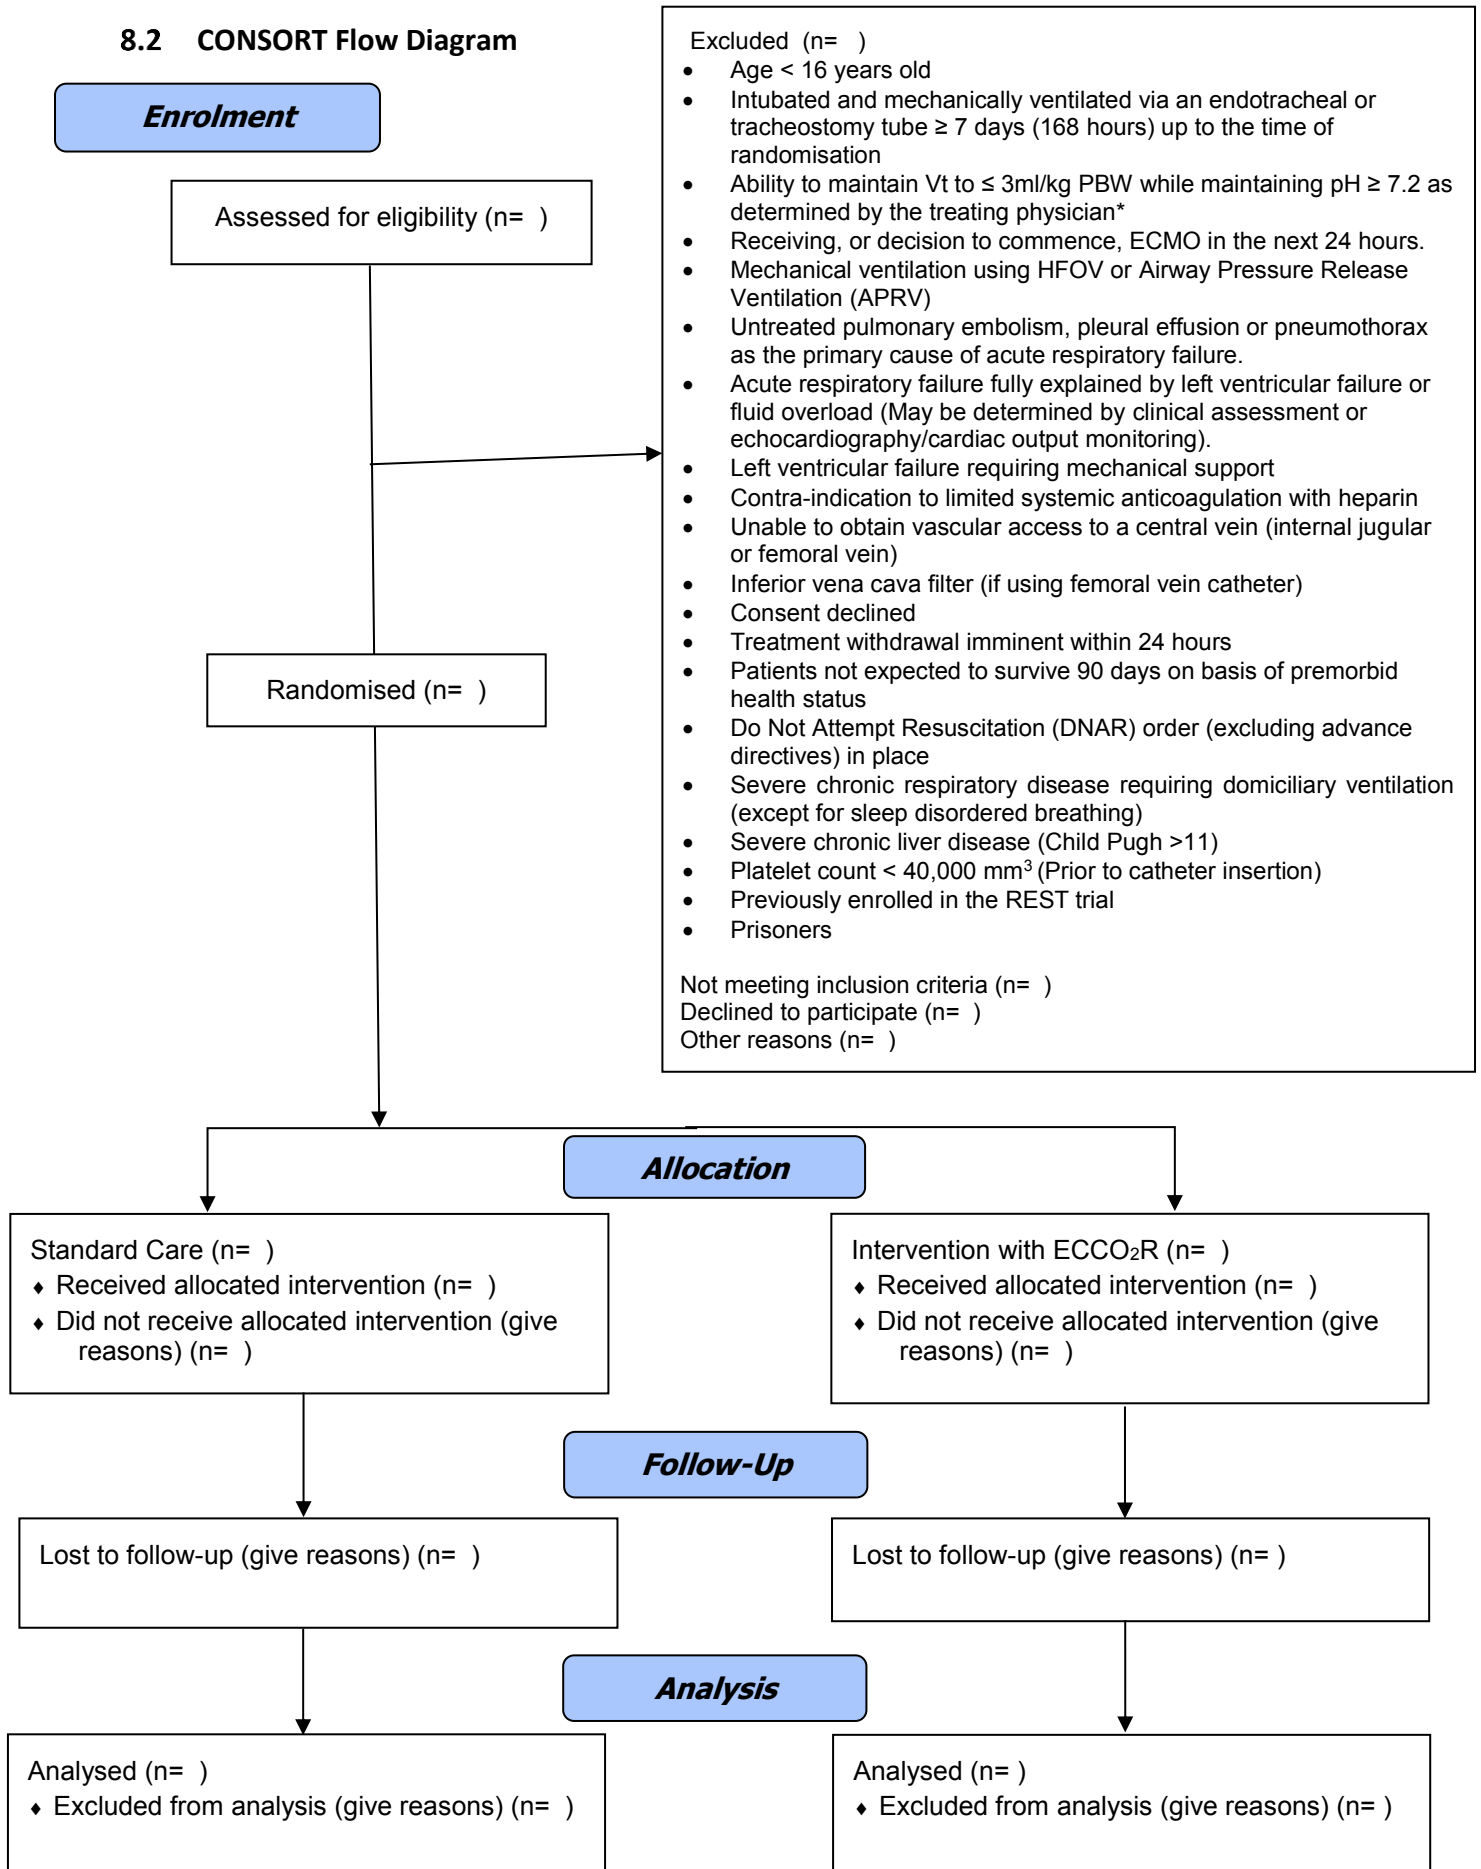 8.2 CONSORT Flow Diagram
Enrolment
Assessed for eligibility (n= )
Excluded (n= )
• Age < 16 years old
• Intubated and mechanically ventilated via an endotracheal or
tracheostomy tube ≥ 7 days (168 hours) up to the time of
randomisation
• Ability to maintain Vt to ≤ 3ml/kg PBW while maintaining pH ≥ 7.2 as
determined by the treating physician*
• Receiving, or decision to commence, ECMO in the next 24 hours.
• Mechanical ventilation using HFOV or Airway Pressure Release
Ventilation (APRV)
• Untreated pulmonary embolism, pleural effusion or pneumothorax
as the primary cause of acute respiratory failure.
• Acute respiratory failure fully explained by left ventricular failure or
fluid overload (May be determined by clinical assessment or
echocardiography/cardiac output monitoring).
• Left ventricular failure requiring mechanical support
• Contra-indication to limited systemic anticoagulation with heparin
• Unable to obtain vascular access to a central vein (internal jugular
or femoral vein)
• Inferior vena cava filter (if using femoral vein catheter)
• Consent declined
• Treatment withdrawal imminent within 24 hours
• Patients not expected to survive 90 days on basis of premorbid
health status
• Do Not Attempt Resuscitation (DNAR) order (excluding advance
directives) in place
• Severe chronic respiratory disease requiring domiciliary ventilation
(except for sleep disordered breathing)
• Severe chronic liver disease (Child Pugh >11)
• Platelet count < 40,000 mm³ (Prior to catheter insertion)
• Previously enrolled in the REST trial
• Prisoners
Not meeting inclusion criteria (n= )
Declined to participate (n= )
Other reasons (n= )
Randomised (n= )
Allocation
Standard Care (n= )
♦ Received allocated intervention (n= )
♦ Did not receive allocated intervention (give
reasons) (n= )
Intervention with ECCO₂R (n= )
♦ Received allocated intervention (n= )
♦ Did not receive allocated intervention (give
reasons) (n= )
Follow-Up
Lost to follow-up (give reasons) (n= )
Lost to follow-up (give reasons) (n= )
Analysis
Analysed (n= )
♦ Excluded from analysis (give reasons) (n= )
Analysed (n= )
♦ Excluded from analysis (give reasons) (n= )